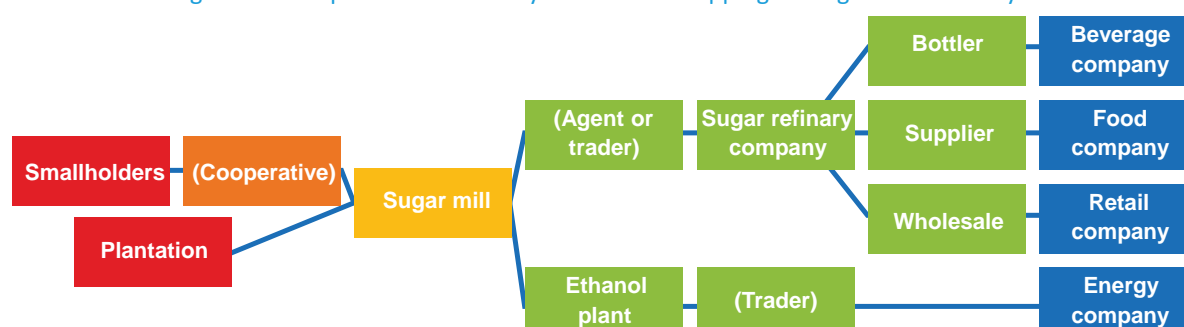 Bottler
Beverage
company
(Agent or
trader)
Sugar refinary
company
Supplier
Food
company
Smallholders
(Cooperative)
Sugar mill
Wholesale
Retail
company
Plantation
Ethanol
plant
(Trader)
Energy
company